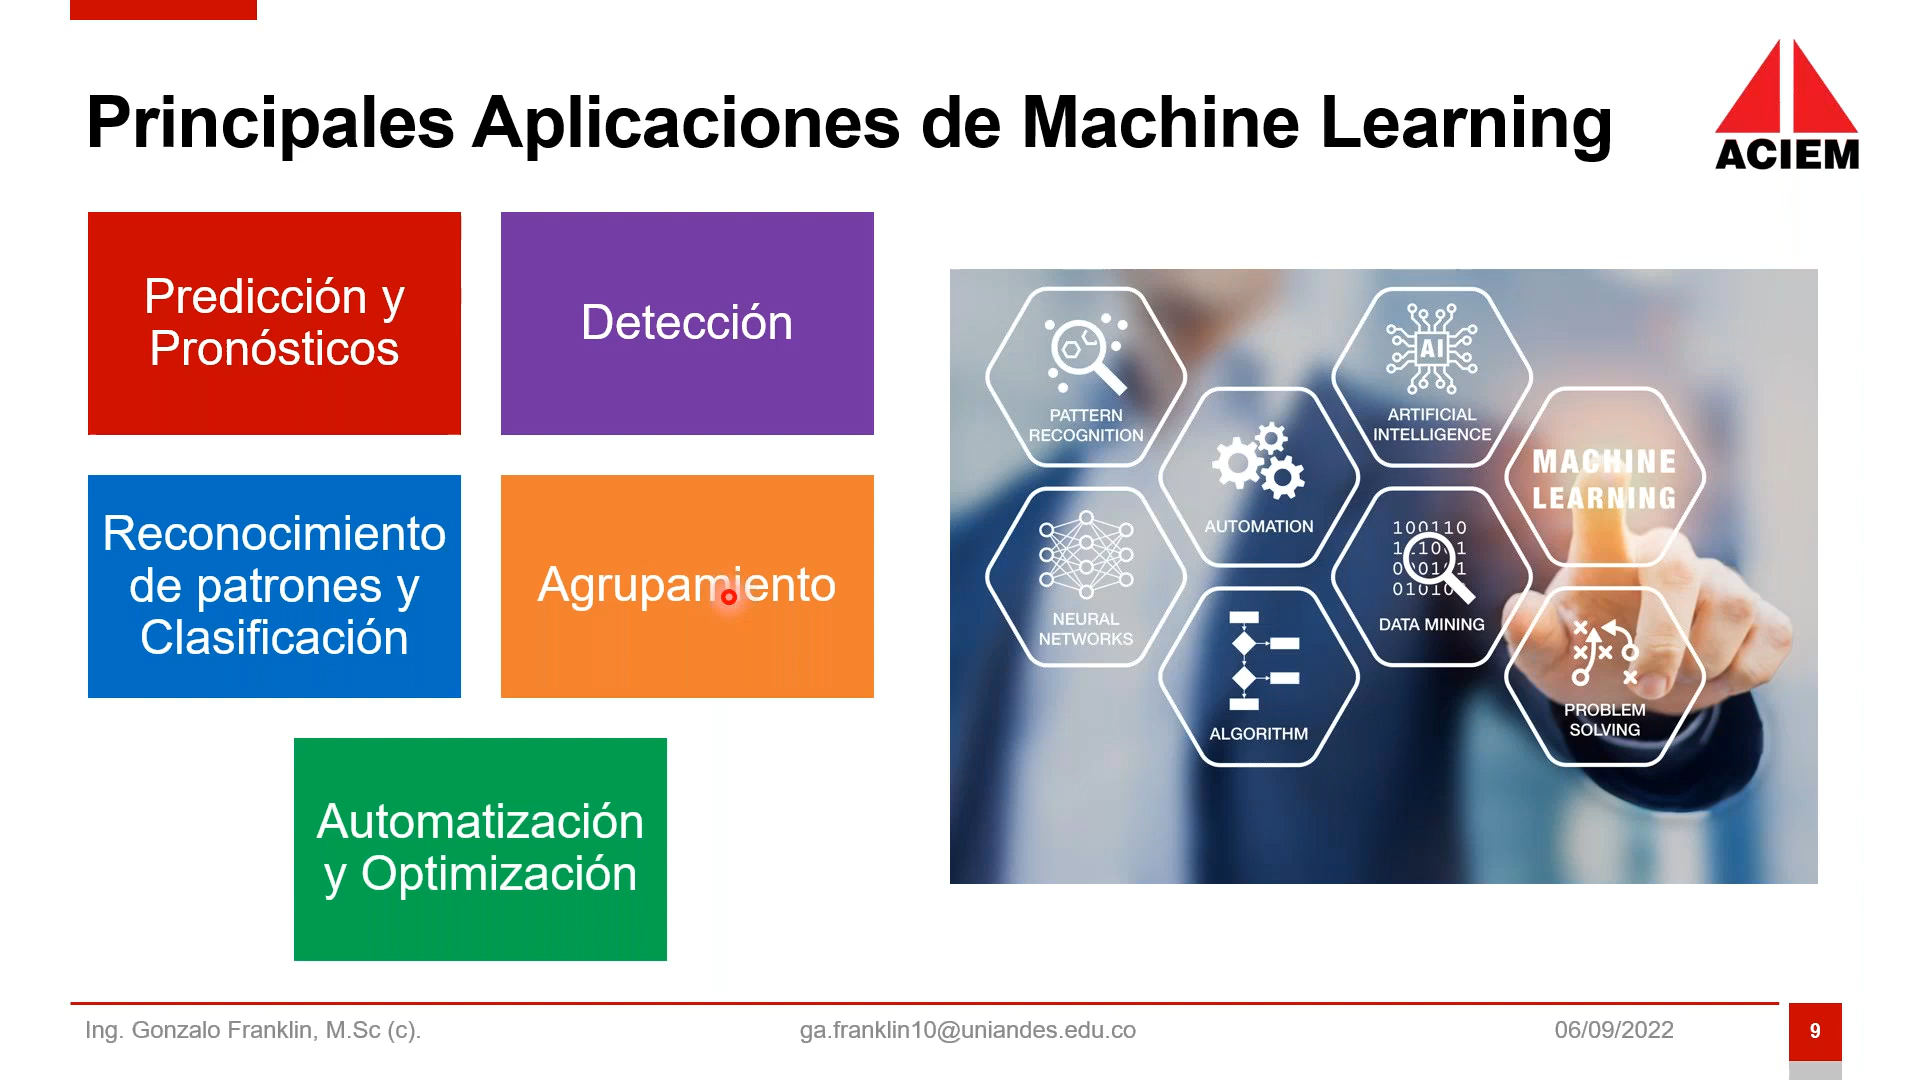 Principales Aplicaciones de Machine Learning
ACIEM
Predicción y
Pronósticos
Detección
Reconocimiento
de patrones y
Clasificación
Agrupamiento
Automatización
y Optimización
PATTERN
RECOGNITION
AI
ARTIFICIAL
INTELLIGENCE
AUTOMATION
MACHINE
LEARNING
NEURAL
NETWORKS
100110
DATA MINING
ALGORITHM
PROBLEM
SOLVING
Ing. Gonzalo Franklin, M.Sc (c).
ga.franklin10@uniandes.edu.co
06/09/2022
9